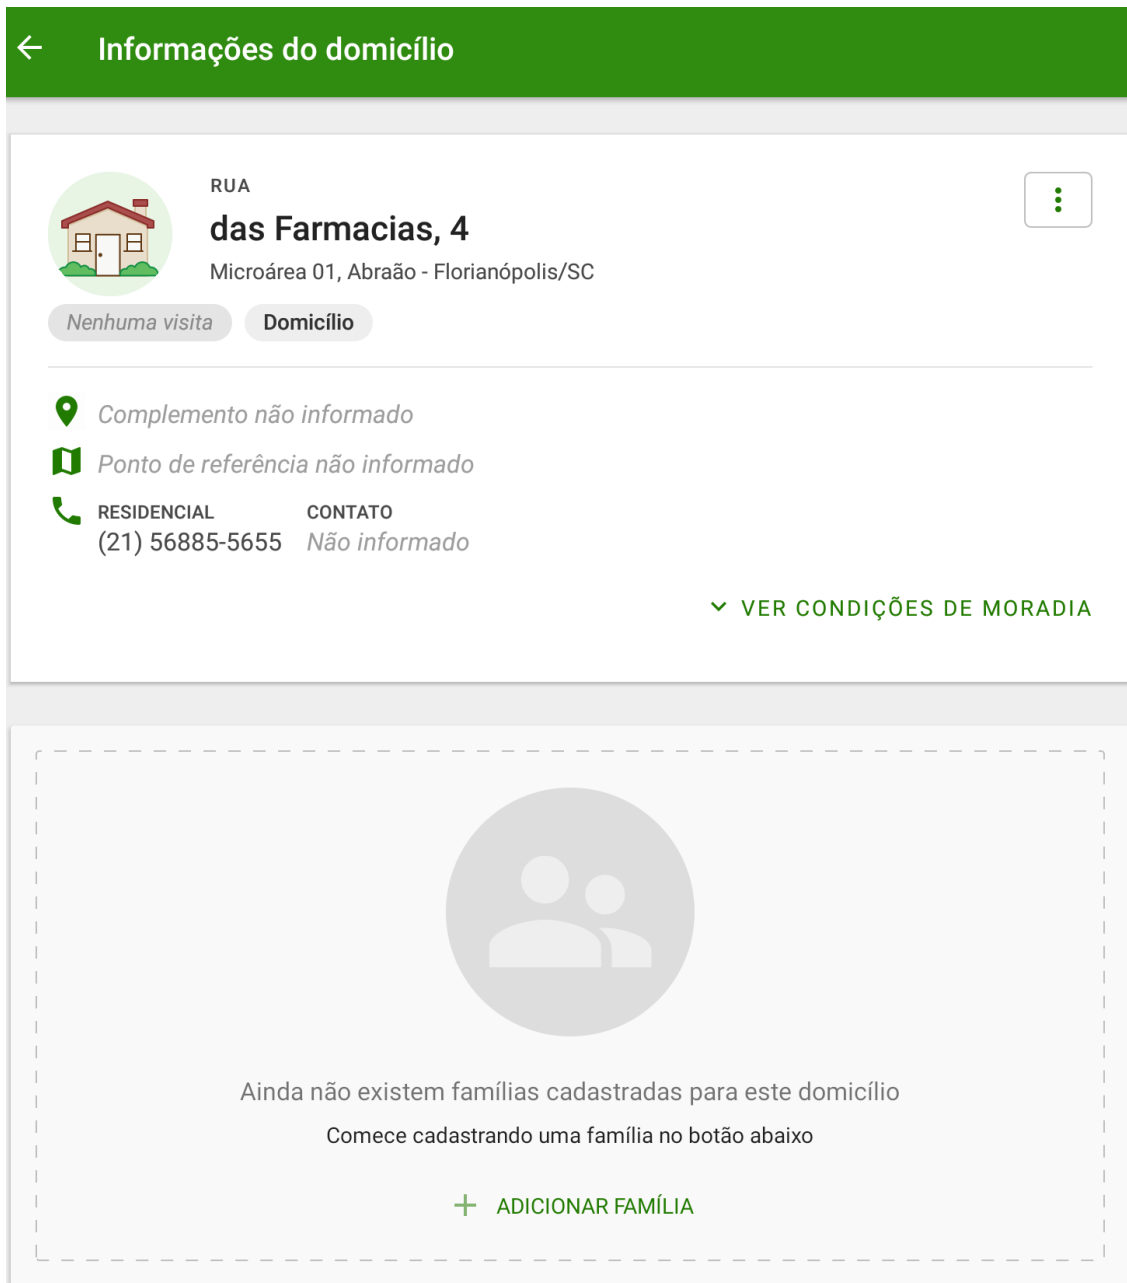 Informações do domicílio
RUA
das Farmacias, 4
Microárea 01, Abraão - Florianópolis/SC
Nenhuma visita Domicílio
Complemento não informado
Ponto de referência não informado
RESIDENCIAL CONTATO
(21) 56885-5655 Não informado
VER CONDIÇÕES DE MORADIA
Ainda não existem famílias cadastradas para este domicílio
Comece cadastrando uma família no botão abaixo
ADICIONAR FAMÍLIA